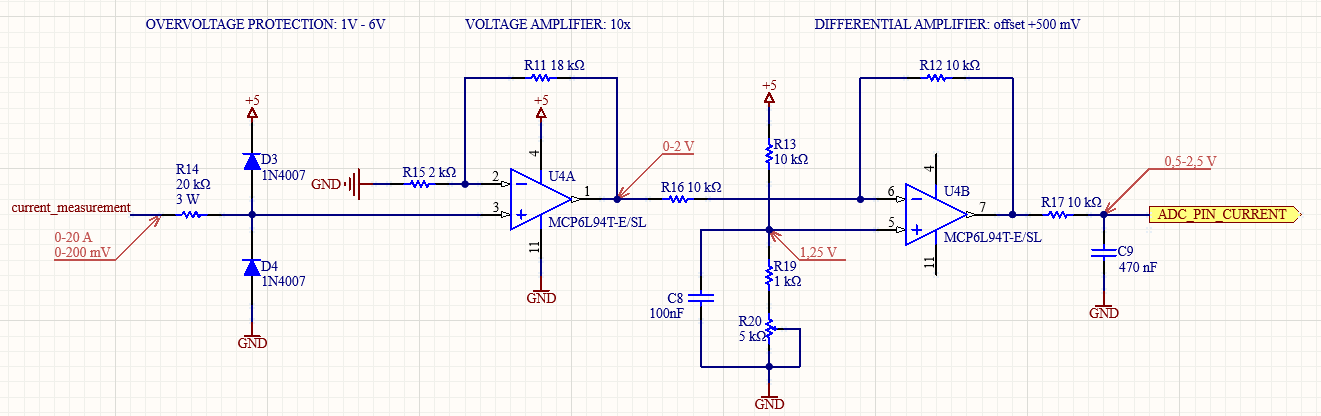 OVERVOLTAGE PROTECTION: 1V - 6V
VOLTAGE AMPLIFIER: 10x
DIFFERENTIAL AMPLIFIER: offset +500 mV
R11 18 kΩ
R12 10 kΩ
+5
+5
+5
D3
1N4007
R14
20 kΩ
3 W
current_measurement
0-20 A
0-200 mV
D4
1N4007
GND
GND
R15 2 kΩ
2
3
4
11
1
U4A
MCP6L94T-E/SL
GND
0-2 V
R16 10 kΩ
R13
10 kΩ
1,25 V
R19
1 kΩ
C8
100nF
R20
5 kΩ
GND
6
5
4
11
7
U4B
MCP6L94T-E/SL
R17 10 kΩ
0,5-2,5 V
ADC_PIN_CURRENT
C9
470 nF
GND